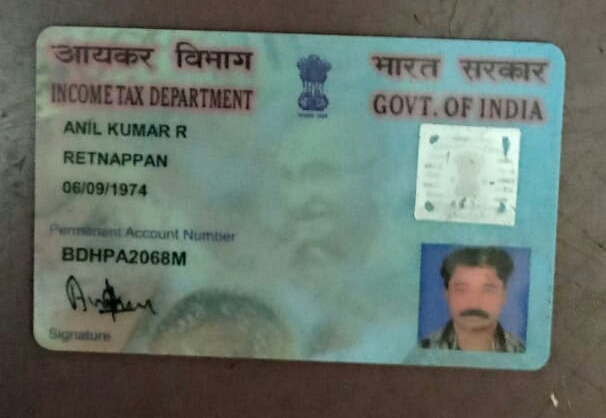 आयकर विभाग
INCOME TAX DEPARTMENT
भारत सरकार
GOVT. OF INDIA
ANIL KUMAR R
RETNAPPAN
06/09/1974
Permanent Account Number
BDHPA2068M
Signature